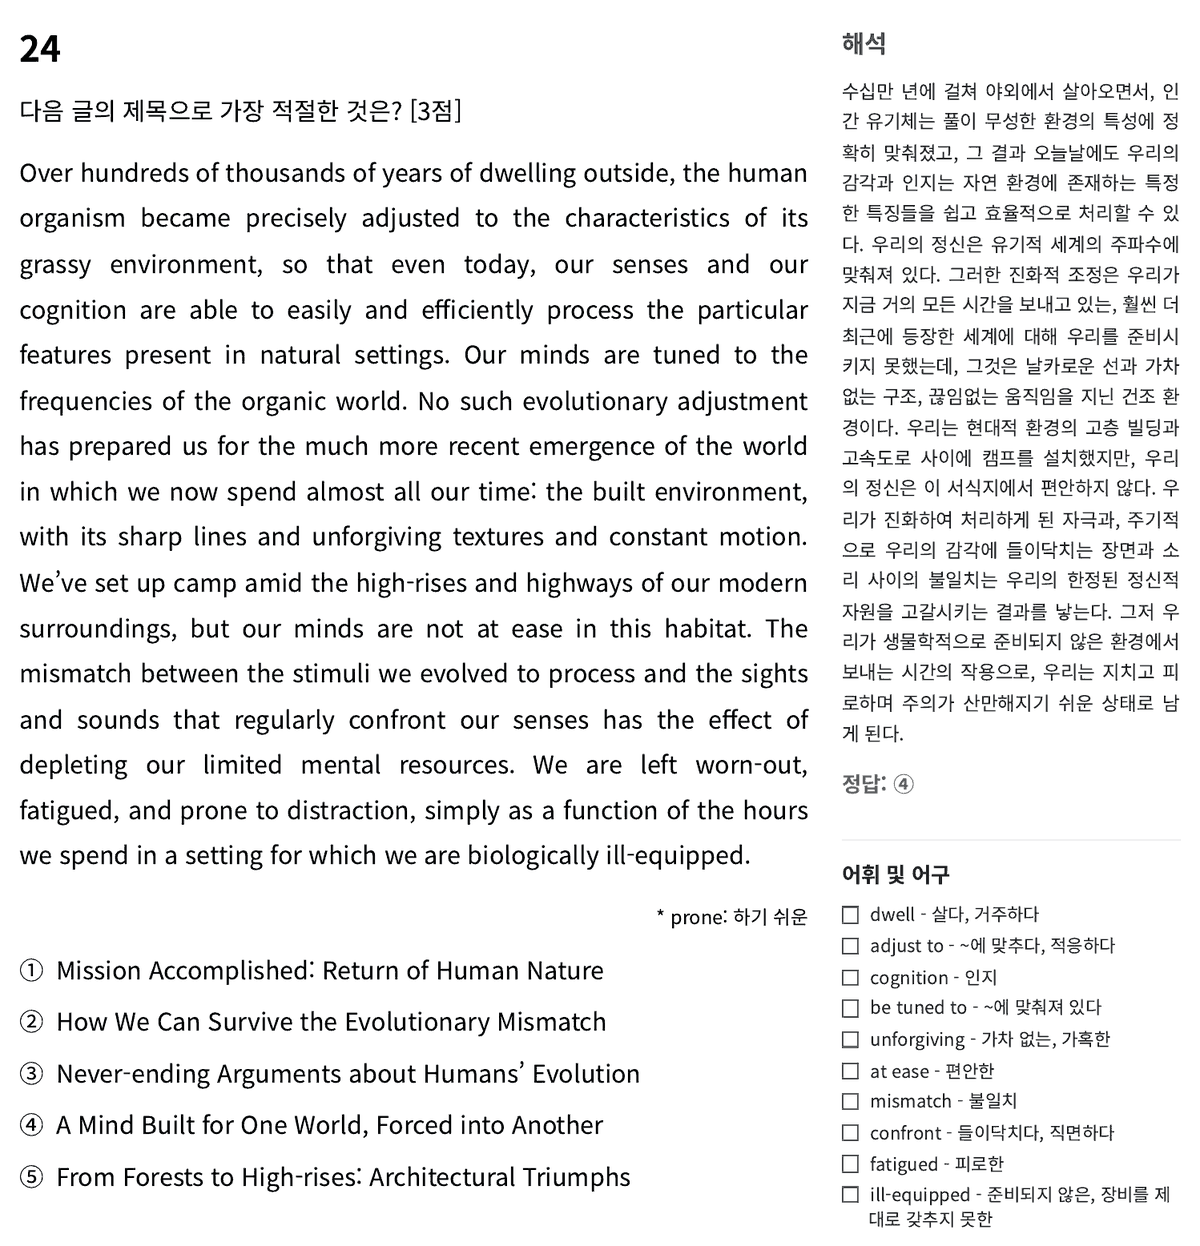 24
다음 글의 제목으로 가장 적절한 것은? [3점]
Over hundreds of thousands of years of dwelling outside, the human
organism became precisely adjusted to the characteristics of its
grassy environment, so that even today, our senses and our
cognition are able to easily and efficiently process the particular
features present in natural settings. Our minds are tuned to the
frequencies of the organic world. No such evolutionary adjustment
has prepared us for the much more recent emergence of the world
in which we now spend almost all our time: the built environment,
with its sharp lines and unforgiving textures and constant motion.
We’ve set up camp amid the high-rises and highways of our modern
surroundings, but our minds are not at ease in this habitat. The
mismatch between the stimuli we evolved to process and the sights
and sounds that regularly confront our senses has the effect of
depleting our limited mental resources. We are left worn-out,
fatigued, and prone to distraction, simply as a function of the hours
we spend in a setting for which we are biologically ill-equipped.
* prone: 하기 쉬운
① Mission Accomplished: Return of Human Nature
② How We Can Survive the Evolutionary Mismatch
③ Never-ending Arguments about Humans’ Evolution
④ A Mind Built for One World, Forced into Another
⑤ From Forests to High-rises: Architectural Triumphs
해석
수십만 년에 걸쳐 야외에서 살아오면서, 인
간 유기체는 풀이 무성한 환경의 특성에 정
확히 맞춰졌고, 그 결과 오늘날에도 우리의
감각과 인지는 자연 환경에 존재하는 특정
한 특징들을 쉽고 효율적으로 처리할 수 있
다. 우리의 정신은 유기적 세계의 주파수에
맞춰져 있다. 그러한 진화적 조정은 우리가
지금 거의 모든 시간을 보내고 있는, 훨씬 더
최근에 등장한 세계에 대해 우리를 준비시
키지 못했는데, 그것은 날카로운 선과 가차
없는 구조, 끊임없는 움직임을 지닌 건조 환
경이다. 우리는 현대적 환경의 고층 빌딩과
고속도로 사이에 캠프를 설치했지만, 우리
의 정신은 이 서식지에서 편안하지 않다. 우
리가 진화하여 처리하게 된 자극과, 주기적
으로 우리의 감각에 들이닥치는 장면과 소
리 사이의 불일치는 우리의 한정된 정신적
자원을 고갈시키는 결과를 낳는다. 그저 우
리가 생물학적으로 준비되지 않은 환경에서
보내는 시간의 작용으로, 우리는 지치고 피
로하며 주의가 산만해지기 쉬운 상태로 남
게 된다.
정답: ④
어휘 및 어구
dwell - 살다, 거주하다
adjust to - ~에 맞추다, 적응하다
cognition - 인지
be tuned to - ~에 맞춰져 있다
unforgiving - 가차 없는, 가혹한
at ease - 편안한
mismatch - 불일치
confront - 들이닥치다, 직면하다
fatigued - 피로한
ill-equipped - 준비되지 않은, 장비를 제
대로 갖추지 못한